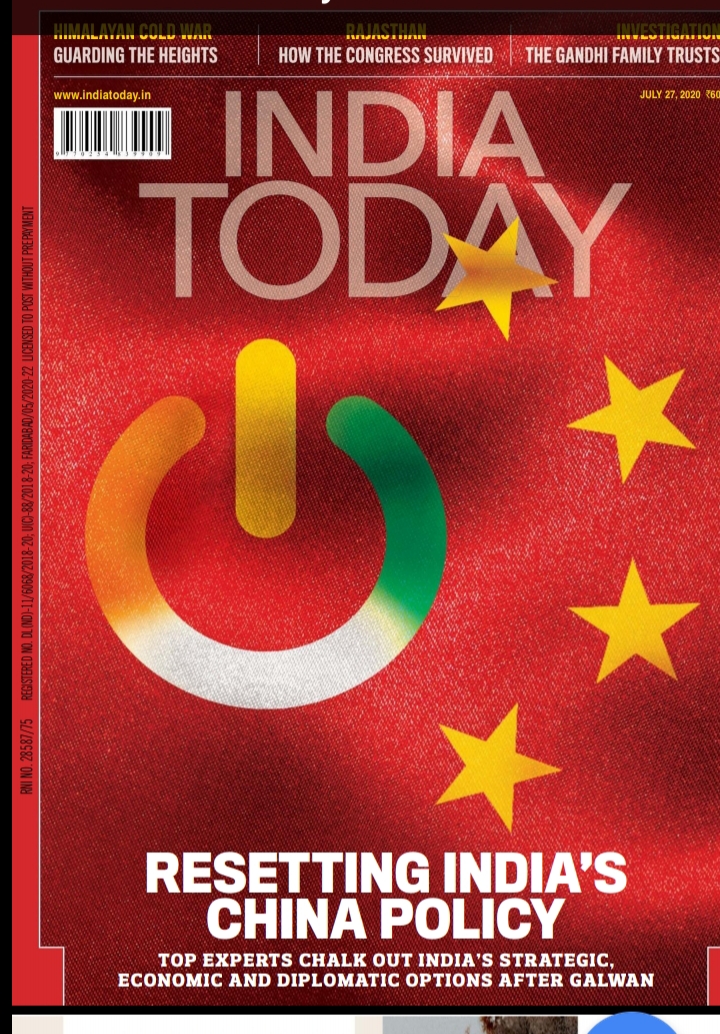 HIMALAYAN COLD WAR
GUARDING THE HEIGHTS
RAJASTHAN
HOW THE CONGRESS SURVIVED
INVESTIGATION
THE GANDHI FAMILY TRUSTS
www.indiatoday.in
JULY 27, 2020 ₹60
INDIA
TODAY
RNI NO. 28587/75 REGISTERED NO. DL(ND)-11/6068/2018-20; U(C)-88/2018-20; FARIDABAD/05/2020-22 LICENSED TO POST WITHOUT PREPAYMENT
RESETTING INDIA'S
CHINA POLICY
TOP EXPERTS CHALK OUT INDIA'S STRATEGIC,
ECONOMIC AND DIPLOMATIC OPTIONS AFTER GALWAN